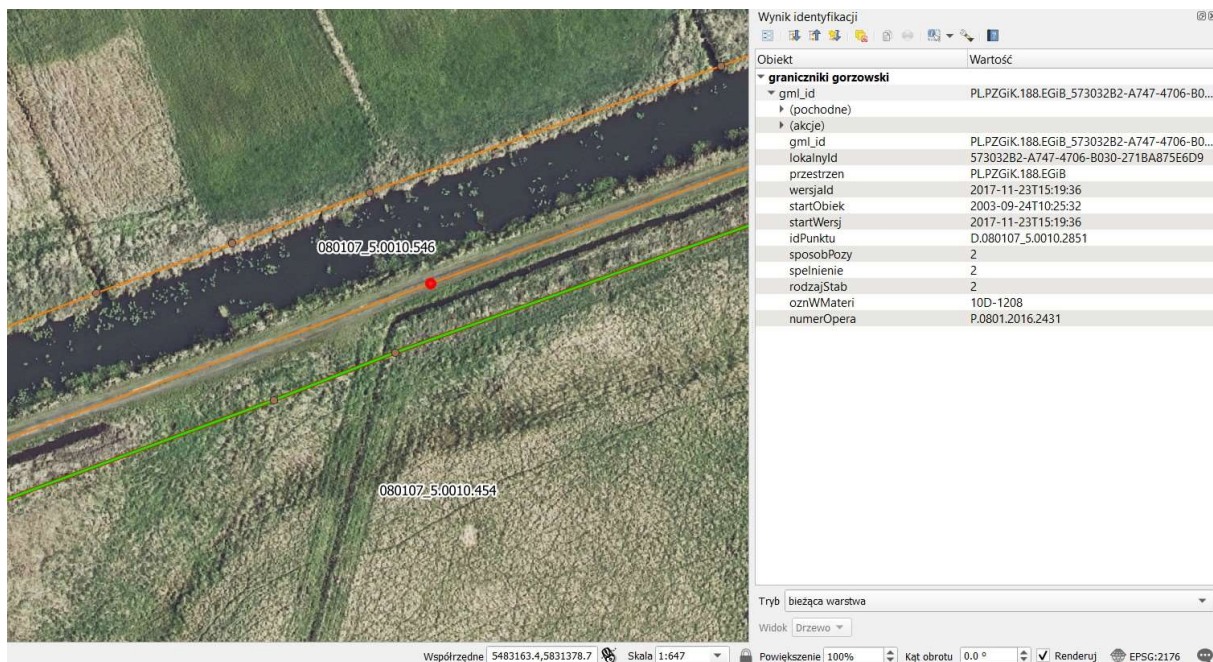 Wynik identyfikacji
Obiekt Wartość
graniczniki gorzowski
gml_id PL.PZGiK.188.EGiB_573032B2-A747-4706-B0...
(pochodne)
(akcje)
gml_id PL.PZGiK.188.EGiB_573032B2-A747-4706-B0...
lokalnyId 573032B2-A747-4706-B030-271BA875E6D9
przestrzen PL.PZGiK.188.EGiB
wersjaId 2017-11-23T15:19:36
startObiek 2003-09-24T10:25:32
startWersj 2017-11-23T15:19:36
idPunktu D.080107_5.0010.2851
sposobPozy 2
spelnienie 2
rodzajStab 2
oznWMateri 10D-1208
numerOpera P.0801.2016.2431
080107_5.0010.546
080107_5.0010.454
Tryb bieżąca warstwa
Widok Drzewo
Współrzędne 5483163.4,5831378.7 Skala 1:647 Powiększenie 100% Kąt obrotu 0.0 ° Renderuj EPSG:2176